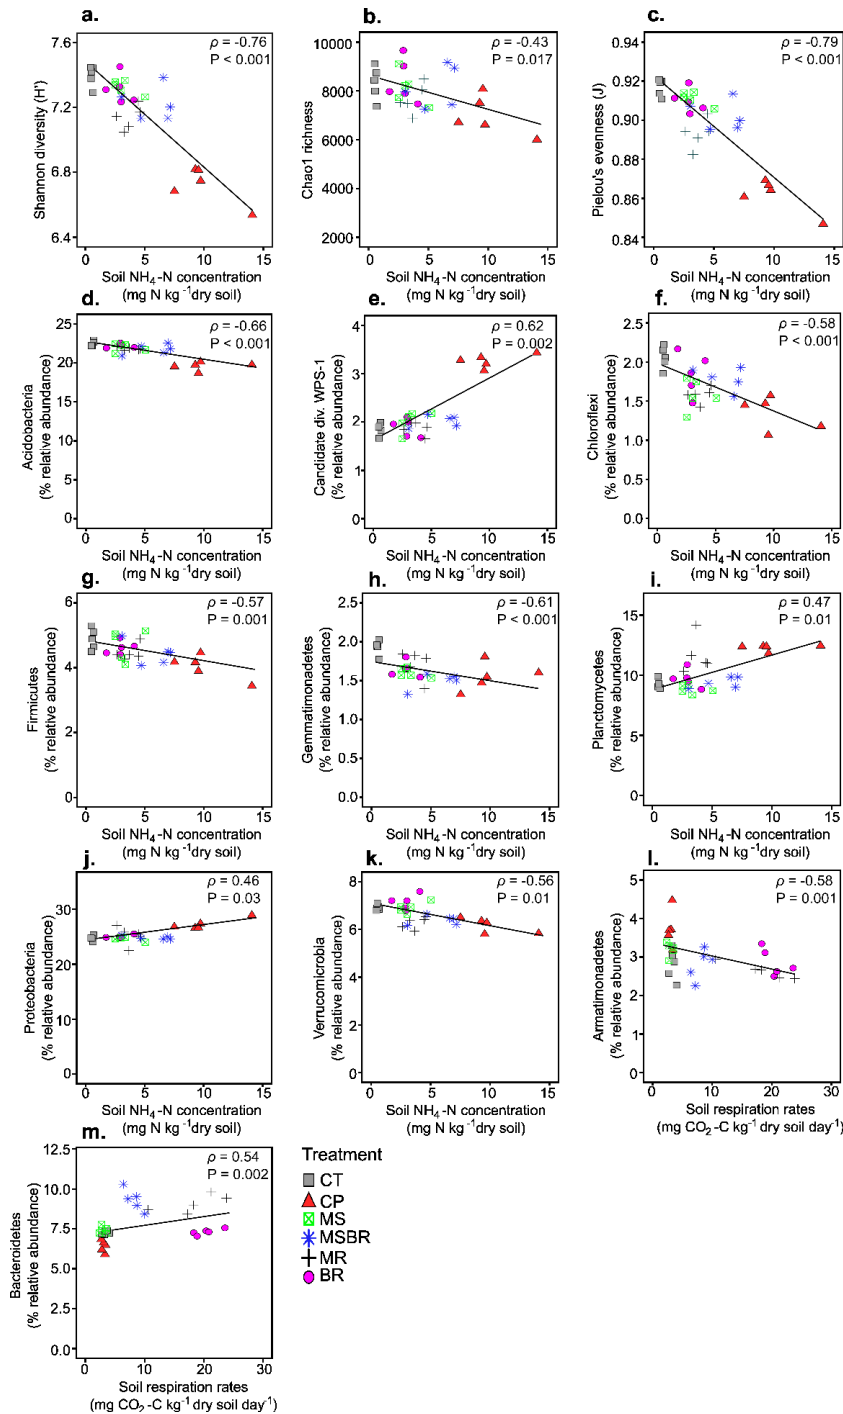 a.
7.6
7.2
6.8
6.4
Shannon diversity (H')
ρ = -0.76
P < 0.001
0 5 10 15
Soil NH₄-N concentration
(mg N kg ⁻¹dry soil)
b.
10000
8000
6000
4000
2000
Chao1 richness
ρ = -0.43
P = 0.017
0 5 10 15
Soil NH₄-N concentration
(mg N kg ⁻¹dry soil)
c.
0.94
0.92
0.90
0.88
0.86
0.84
Pielou's evenness (J)
ρ = -0.79
P < 0.001
0 5 10 15
Soil NH₄-N concentration
(mg N kg ⁻¹dry soil)
d.
25
20
15
10
5
0
Acidobacteria
(% relative abundance)
ρ = -0.66
P < 0.001
0 5 10 15
Soil NH₄-N concentration
(mg N kg ⁻¹dry soil)
e.
4
3
2
1
0
Candidate div. WPS-1
(% relative abundance)
ρ = 0.62
P = 0.002
0 5 10 15
Soil NH₄-N concentration
(mg N kg ⁻¹dry soil)
f.
2.5
2.0
1.5
1.0
0.5
0.0
Chloroflexi
(% relative abundance)
ρ = -0.58
P < 0.001
0 5 10 15
Soil NH₄-N concentration
(mg N kg ⁻¹dry soil)
g.
6
4
2
0
Firmicutes
(% relative abundance)
ρ = -0.57
P = 0.001
0 5 10 15
Soil NH₄-N concentration
(mg N kg ⁻¹dry soil)
h.
2.5
2.0
1.5
1.0
0.5
0.0
Gemmatimonadetes
(% relative abundance)
ρ = -0.61
P < 0.001
0 5 10 15
Soil NH₄-N concentration
(mg N kg ⁻¹dry soil)
i.
15
10
5
0
Planctomycetes
(% relative abundance)
ρ = 0.47
P = 0.01
0 5 10 15
Soil NH₄-N concentration
(mg N kg ⁻¹dry soil)
j.
30
20
10
0
Proteobacteria
(% relative abundance)
ρ = 0.46
P = 0.03
0 5 10 15
Soil NH₄-N concentration
(mg N kg ⁻¹dry soil)
k.
8
6
4
2
0
Verrucomicrobia
(% relative abundance)
ρ = -0.56
P = 0.01
0 5 10 15
Soil NH₄-N concentration
(mg N kg ⁻¹dry soil)
l.
5
4
3
2
1
0
Armatimonadetes
(% relative abundance)
ρ = -0.58
P = 0.001
0 10 20 30
Soil respiration rates
(mg CO₂-C kg⁻¹ dry soil day⁻¹)
m.
12.5
10.0
7.5
5.0
2.5
0.0
Bacteroidetes
(% relative abundance)
ρ = 0.54
P = 0.002
0 10 20 30
Soil respiration rates
(mg CO₂-C kg⁻¹ dry soil day⁻¹)
Treatment
CT
CP
MS
MSBR
MR
BR